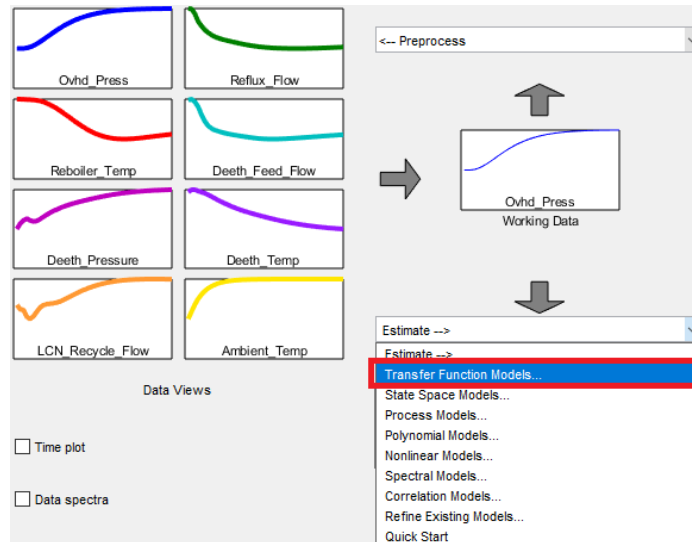 Ovhd_Press
Reflux_Flow
Reboiler_Temp
Deeth_Feed_Flow
Deeth_Pressure
Deeth_Temp
LCN_Recycle_Flow
Ambient_Temp
Data Views
Time plot
Data spectra
<-- Preprocess
Ovhd_Press
Working Data
Estimate -->
Estimate -->
Transfer Function Models...
State Space Models...
Process Models...
Polynomial Models...
Nonlinear Models...
Spectral Models...
Correlation Models...
Refine Existing Models...
Quick Start